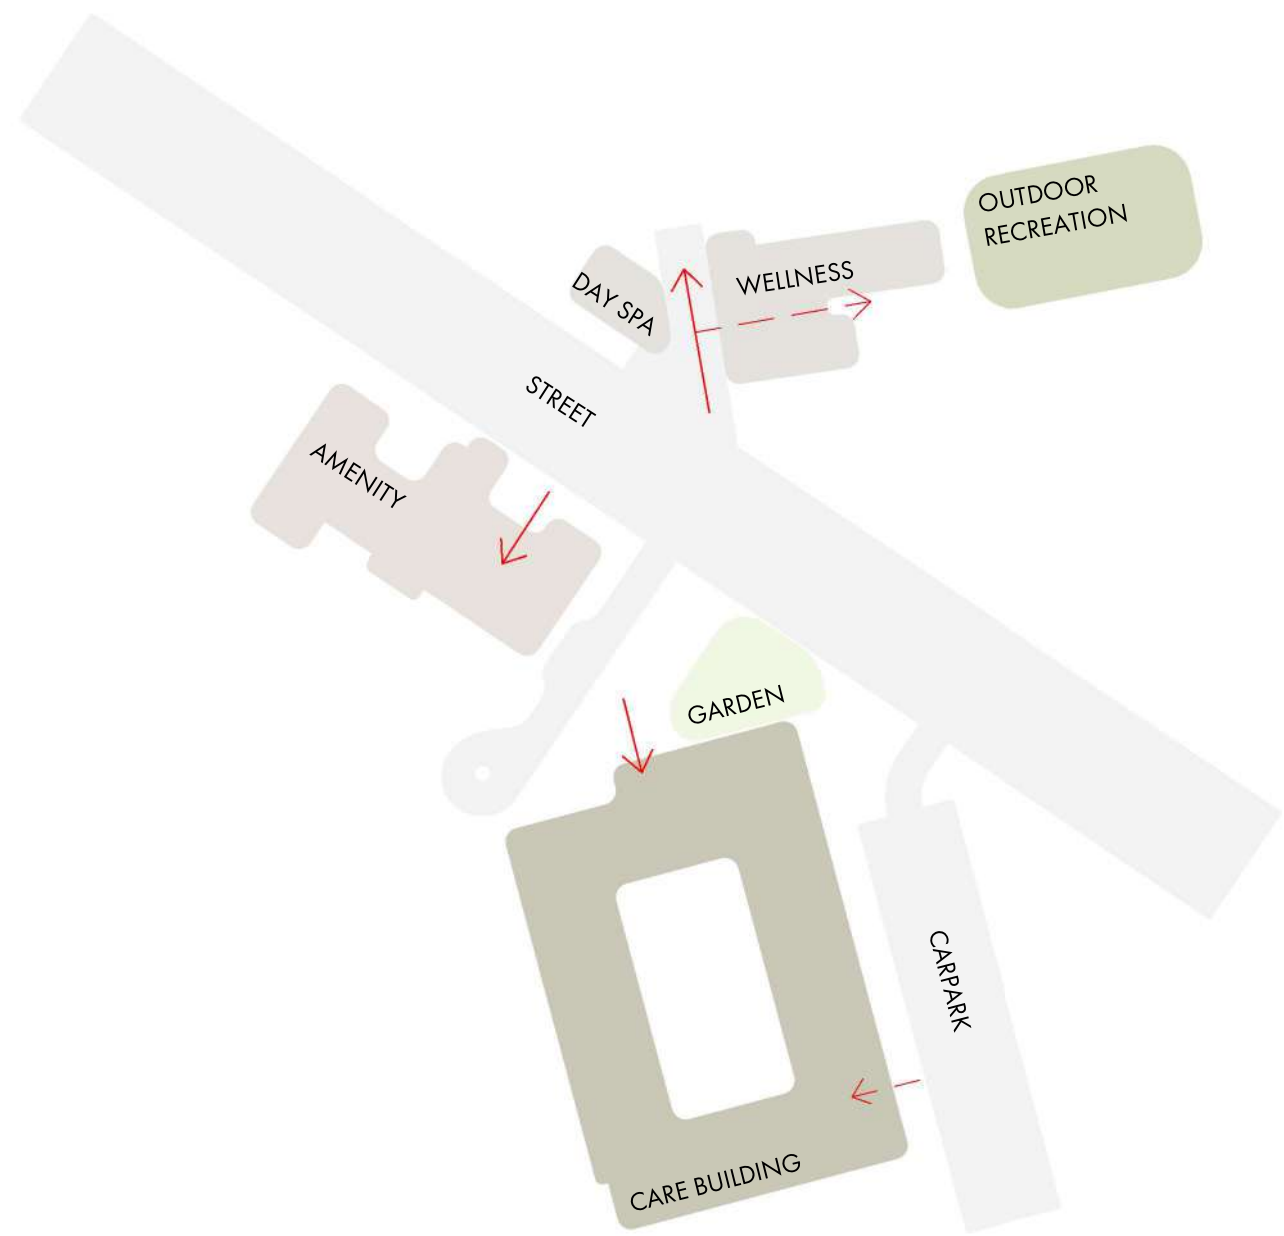 OUTDOOR
RECREATION
WELLNESS
DAY SPA
STREET
AMENITY
GARDEN
CARPARK
CARE BUILDING